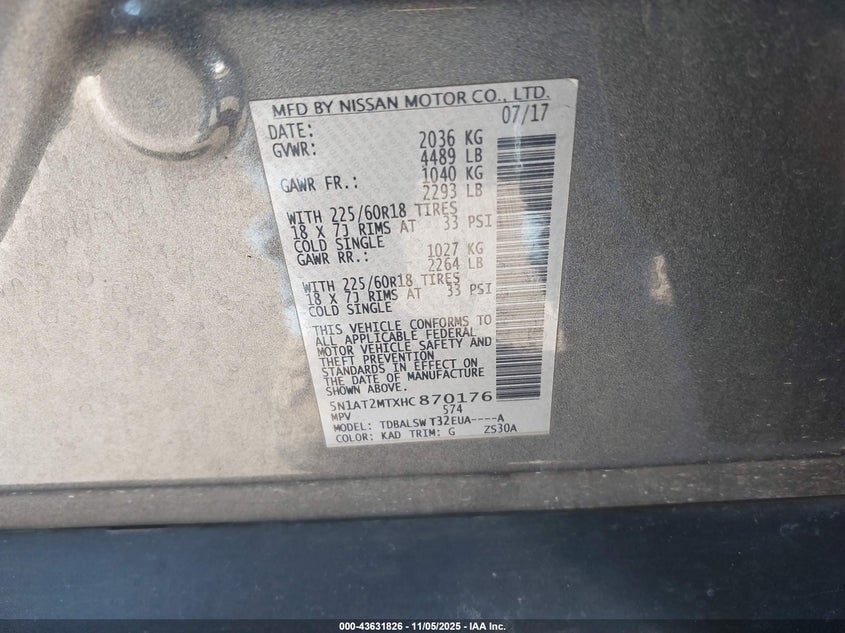 MFD BY NISSAN MOTOR CO., LTD.
DATE: 07/17
GVWR: 2036 KG
4489 LB
GAWR FR.: 1040 KG
2293 LB
WITH 225/60R18 TIRES
18 X 7J RIMS AT 33 PSI
COLD SINGLE
GAWR RR.: 1027 KG
2264 LB
WITH 225/60R18 TIRES
18 X 7J RIMS AT 33 PSI
COLD SINGLE
THIS VEHICLE CONFORMS TO
ALL APPLICABLE FEDERAL
MOTOR VEHICLE SAFETY AND
THEFT PREVENTION
STANDARDS IN EFFECT ON
THE DATE OF MANUFACTURE
SHOWN ABOVE.
5N1AT2MTXHC870176
MPV 574
MODEL: TDBALSW T32EUA----A
COLOR: KAD TRIM: G ZS30A
000-43631826 - 11/05/2025 - IAA Inc.